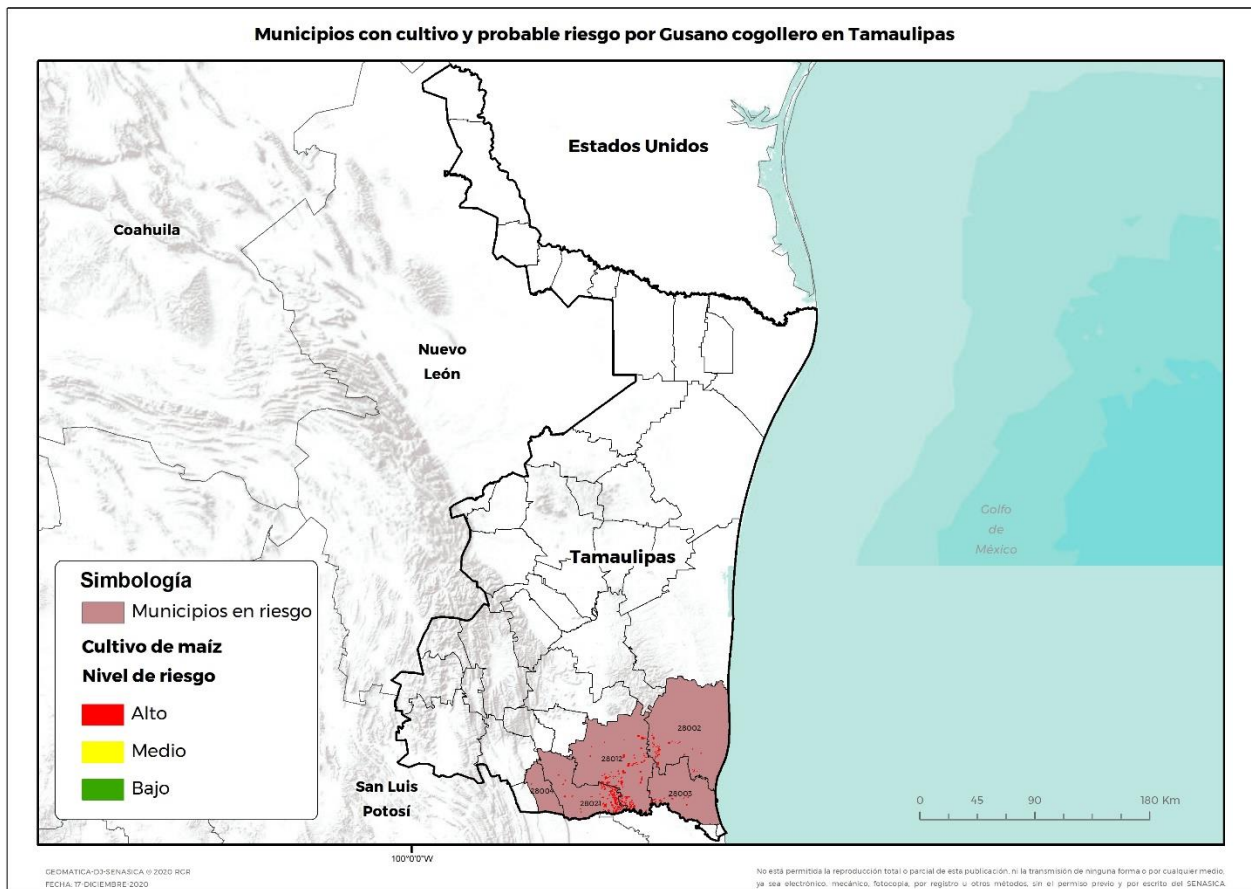 Municipios con cultivo y probable riesgo por Gusano cogollero en Tamaulipas
Estados Unidos
Coahuila
Nuevo
León
Golfo
de
México
Tamaulipas
Simbología
Municipios en riesgo
Cultivo de maíz
Nivel de riesgo
Alto
Medio
Bajo
28002
28012
28004
28021
28003
San Luis
Potosí
0 45 90 180 Km
100°0'0"W
GEOMATICA-DJ-SENASICA © 2020 RGR
FECHA: 17-DICIEMBRE-2020
No está permitida la reproducción total o parcial de esta publicación, ni la transmisión de ninguna forma o por cualquier medio,
ya sea electrónico, mecánico, fotocopia, por registro u otros métodos, sin el permiso previo y por escrito del SENASICA.